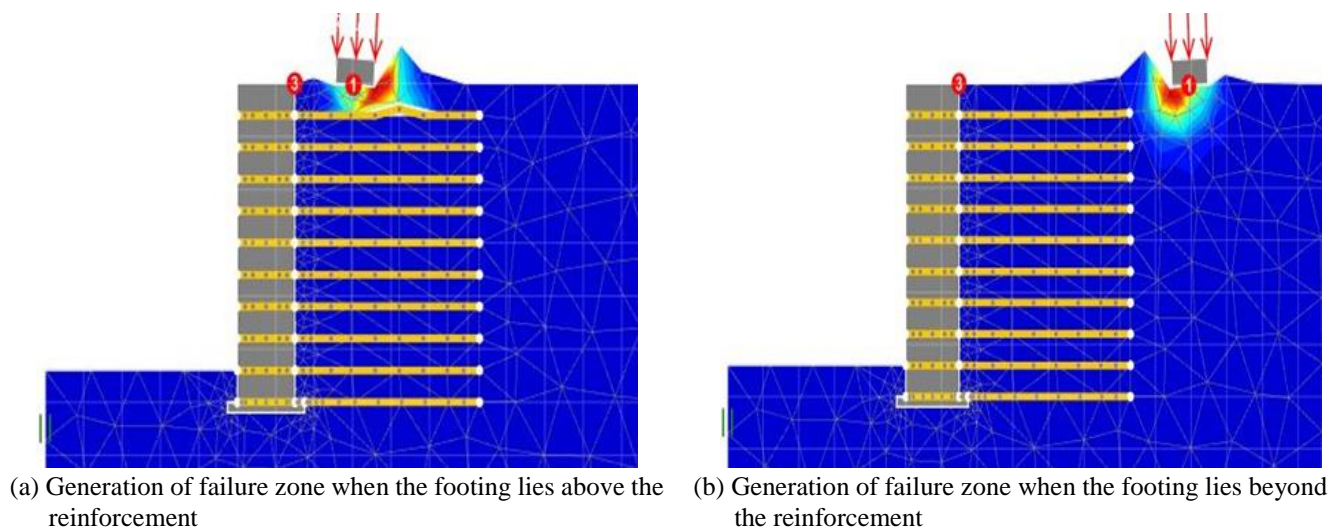 3
1
3
1
(a) Generation of failure zone when the footing lies above the
reinforcement
(b) Generation of failure zone when the footing lies beyond
the reinforcement